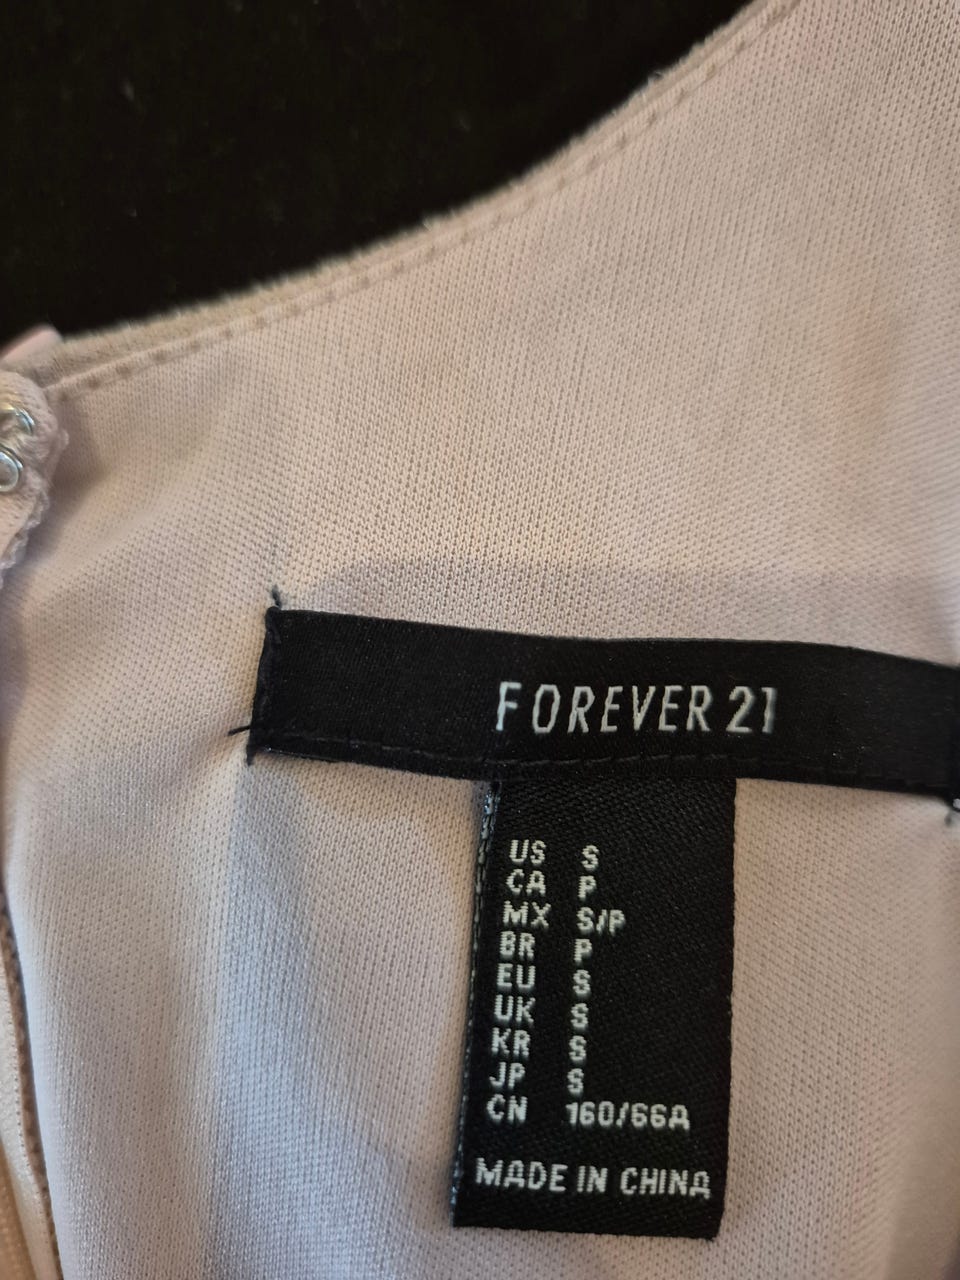 FOREVER 21
US S
CA P
MX S/P
BR P
EU S
UK S
KR S
JP S
CN 160/66A
MADE IN CHINA